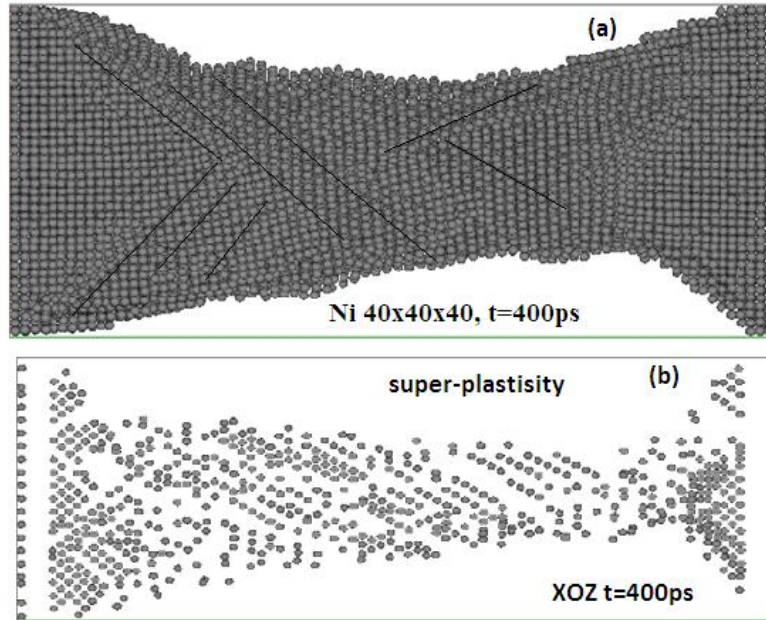 (a)
Ni 40x40x40, t=400ps
super-plastisity
(b)
XOZ t=400ps